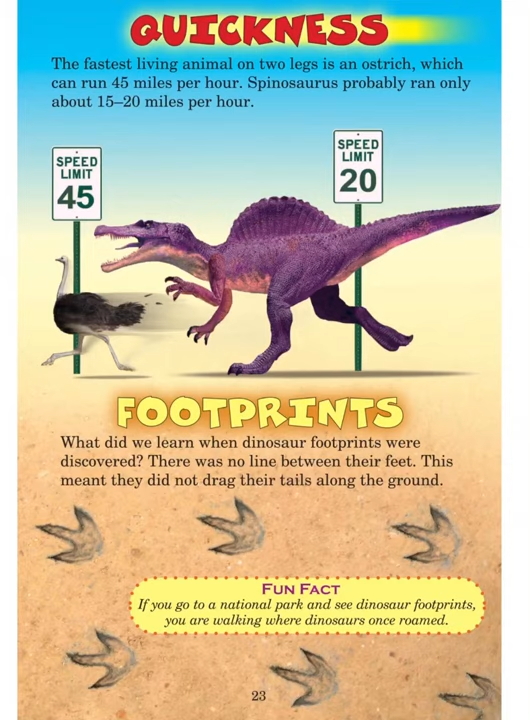 QUICKNESS
The fastest living animal on two legs is an ostrich, which
can run 45 miles per hour. Spinosaurus probably ran only
about 15–20 miles per hour.
SPEED
LIMIT
45
SPEED
LIMIT
20
FOOTPRINTS
What did we learn when dinosaur footprints were
discovered? There was no line between their feet. This
meant they did not drag their tails along the ground.
FUN FACT
If you go to a national park and see dinosaur footprints,
you are walking where dinosaurs once roamed.
23